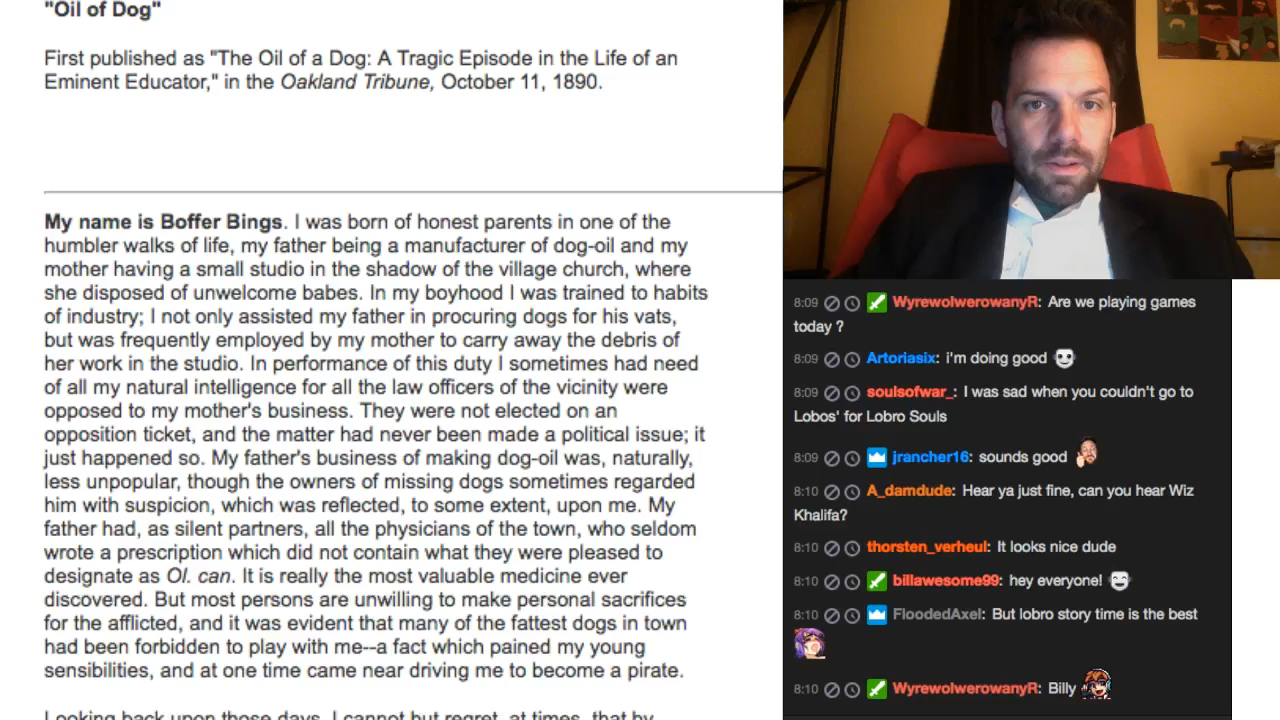 "Oil of Dog"
First published as "The Oil of a Dog: A Tragic Episode in the Life of an
Eminent Educator," in the Oakland Tribune, October 11, 1890.
My name is Boffer Bings. I was born of honest parents in one of the
humbler walks of life, my father being a manufacturer of dog-oil and my
mother having a small studio in the shadow of the village church, where
she disposed of unwelcome babes. In my boyhood I was trained to habits
of industry; I not only assisted my father in procuring dogs for his vats,
but was frequently employed by my mother to carry away the debris of
her work in the studio. In performance of this duty I sometimes had need
of all my natural intelligence for all the law officers of the vicinity were
opposed to my mother's business. They were not elected on an
opposition ticket, and the matter had never been made a political issue; it
just happened so. My father's business of making dog-oil was, naturally,
less unpopular, though the owners of missing dogs sometimes regarded
him with suspicion, which was reflected, to some extent, upon me. My
father had, as silent partners, all the physicians of the town, who seldom
wrote a prescription which did not contain what they were pleased to
designate as Ol. can. It is really the most valuable medicine ever
discovered. But most persons are unwilling to make personal sacrifices
for the afflicted, and it was evident that many of the fattest dogs in town
had been forbidden to play with me--a fact which pained my young
sensibilities, and at one time came near driving me to become a pirate.
Looking back upon those days, I cannot but regret, at times, that by
8:09 WyrewolwerowanyR: Are we playing games
today ?
8:09 Artoriasix: i'm doing good
8:09 soulsofwar_: I was sad when you couldn't go to
Lobos' for Lobro Souls
8:09 jrancher16: sounds good
8:10 A_damdude: Hear ya just fine, can you hear Wiz
Khalifa?
8:10 thorsten_verheul: It looks nice dude
8:10 billawesome99: hey everyone!
8:10 FloodedAxel: But lobro story time is the best
8:10 WyrewolwerowanyR: Billy